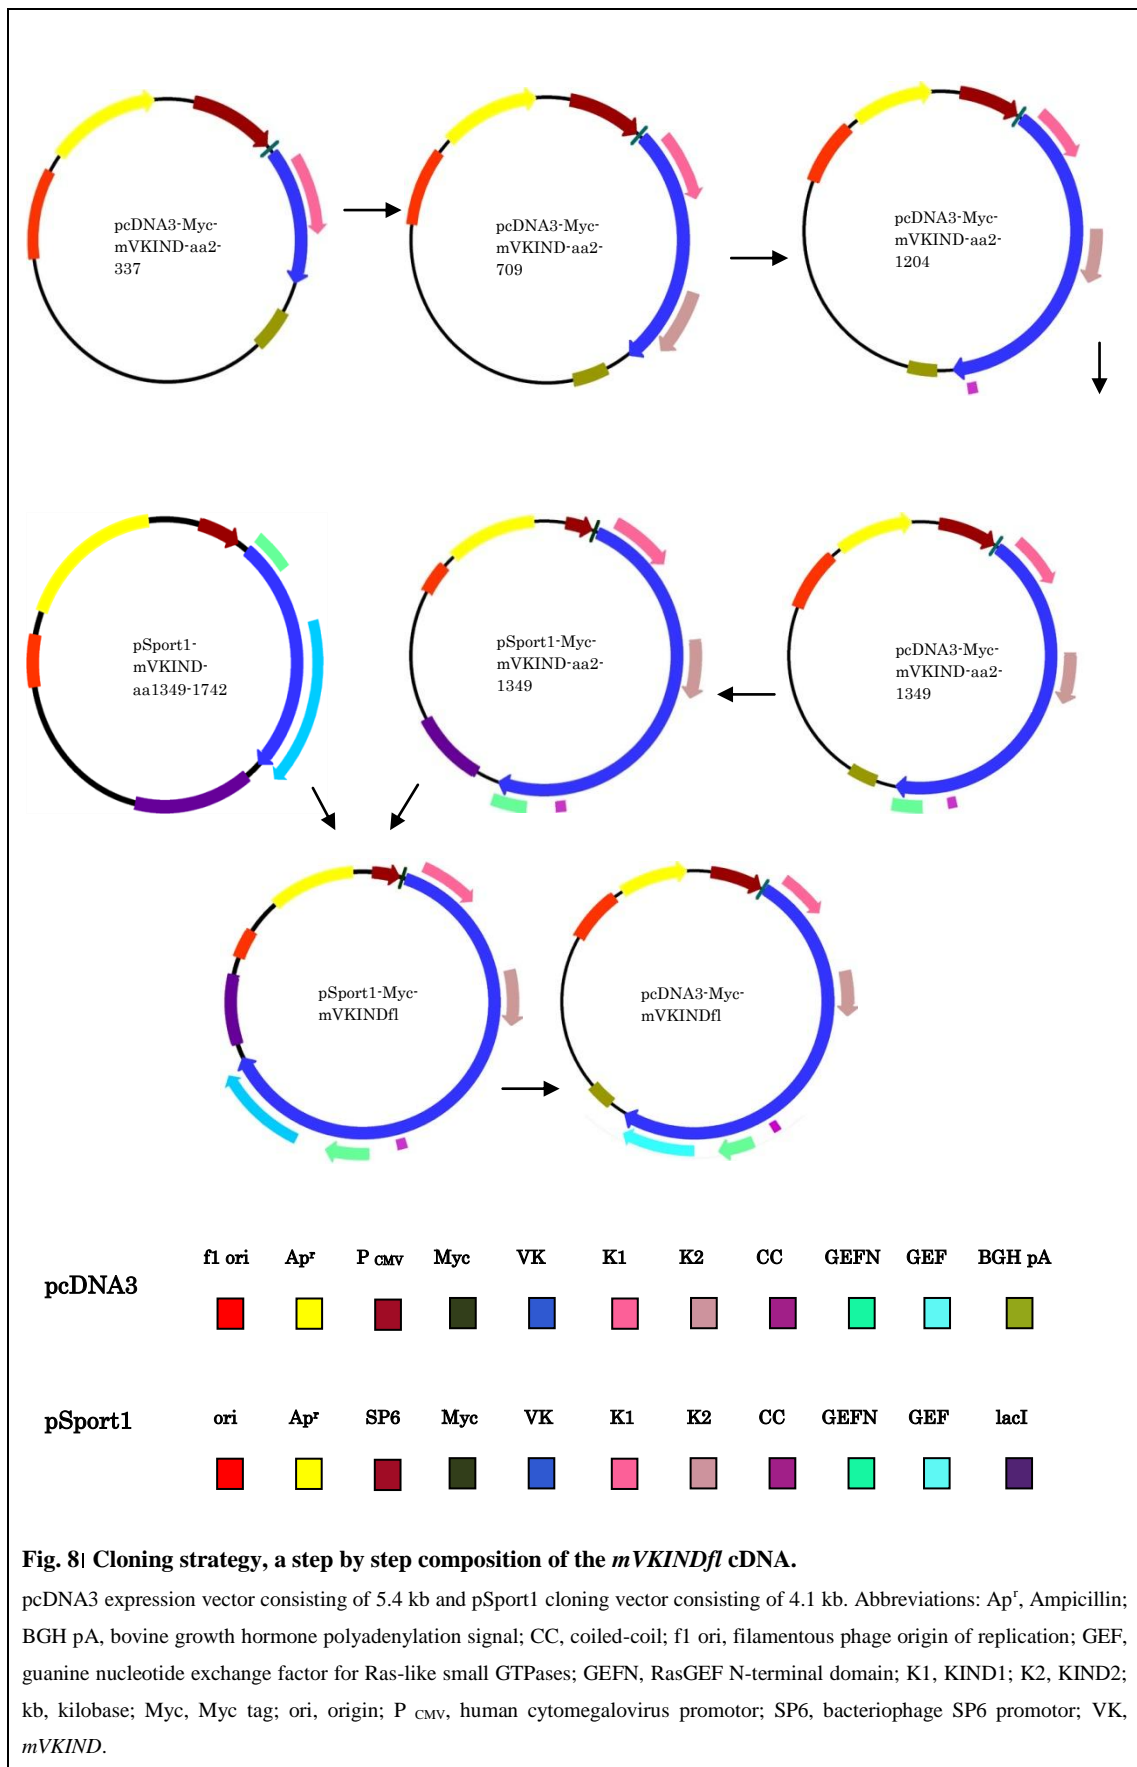 pcDNA3-Myc-
mVKIND-aa2-
337
pcDNA3-Myc-
mVKIND-aa2-
709
pcDNA3-Myc-
mVKIND-aa2-
1204
pSport1-
mVKIND-
aa1349-1742
pSport1-Myc-
mVKIND-aa2-
1349
pcDNA3-Myc-
mVKIND-aa2-
1349
pSport1-Myc-
mVKINDfl
pcDNA3-Myc-
mVKINDfl
f1 ori Apʳ P CMV Myc VK K1 K2 CC GEFN GEF BGH pA
pcDNA3
ori Apʳ SP6 Myc VK K1 K2 CC GEFN GEF lacI
pSport1
Fig. 8| Cloning strategy, a step by step composition of the mVKINDfl cDNA.
pcDNA3 expression vector consisting of 5.4 kb and pSport1 cloning vector consisting of 4.1 kb. Abbreviations: Apʳ, Ampicillin;
BGH pA, bovine growth hormone polyadenylation signal; CC, coiled-coil; f1 ori, filamentous phage origin of replication; GEF,
guanine nucleotide exchange factor for Ras-like small GTPases; GEFN, RasGEF N-terminal domain; K1, KIND1; K2, KIND2;
kb, kilobase; Myc, Myc tag; ori, origin; P CMV, human cytomegalovirus promotor; SP6, bacteriophage SP6 promotor; VK,
mVKIND.